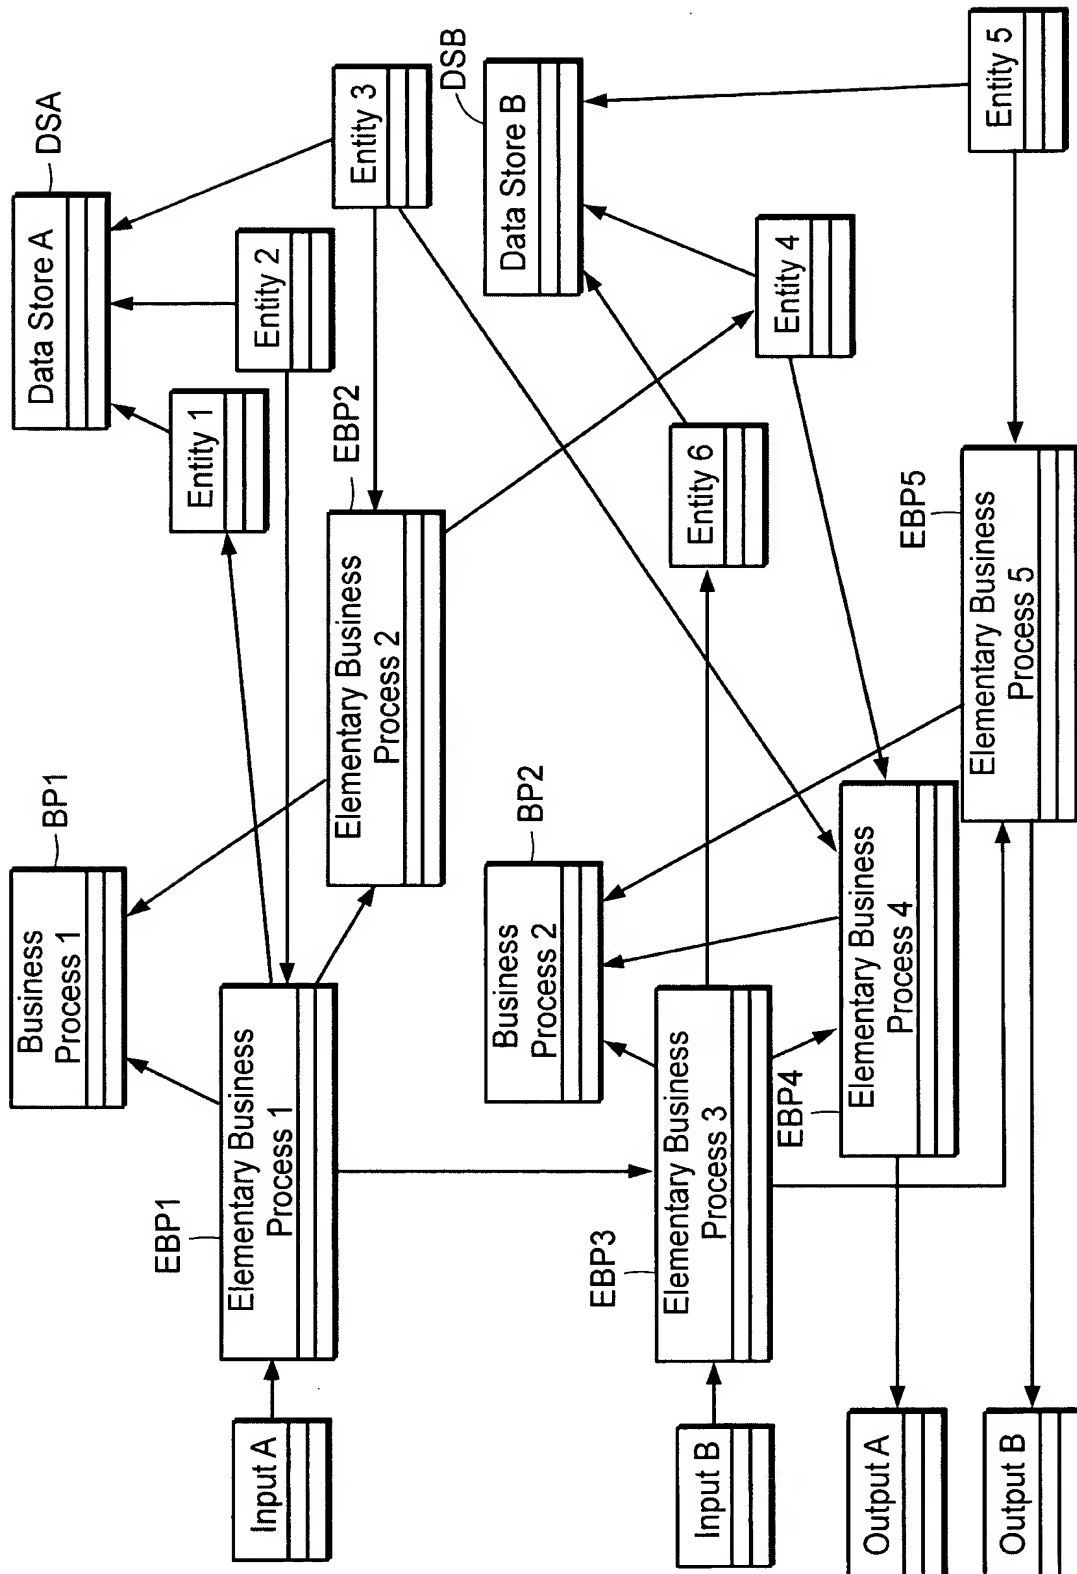 Business
Process 1
BP1
Data Store A
DSA
EBP1
Entity 1
Input A
Elementary Business
Process 1
Entity 2
EBP2
Elementary Business
Process 2
Entity 3
Business
Process 2
BP2
Data Store B
DSB
EBP3
Input B
Elementary Business
Process 3
Entity 6
Entity 4
EBP4
Elementary Business
Process 4
Output A
EBP5
Elementary Business
Process 5
Entity 5
Output B